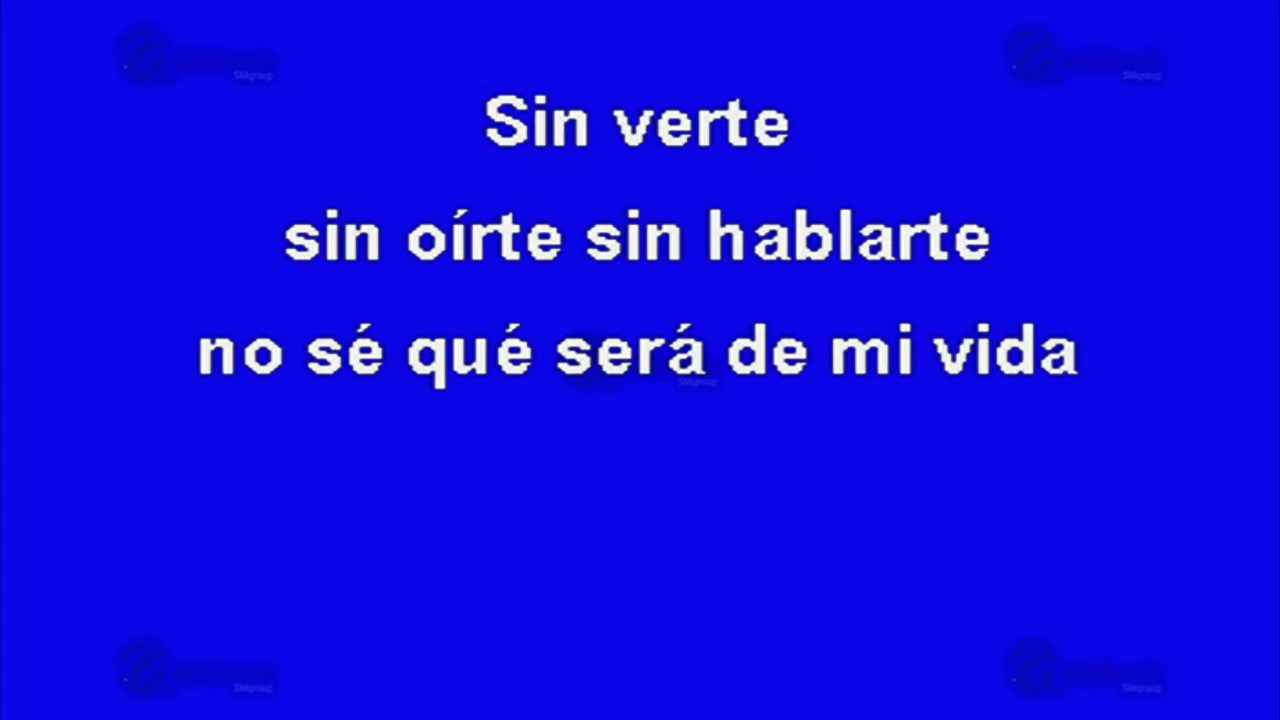 Sin verte
sin oírte sin hablarte
no sé qué será de mi vida